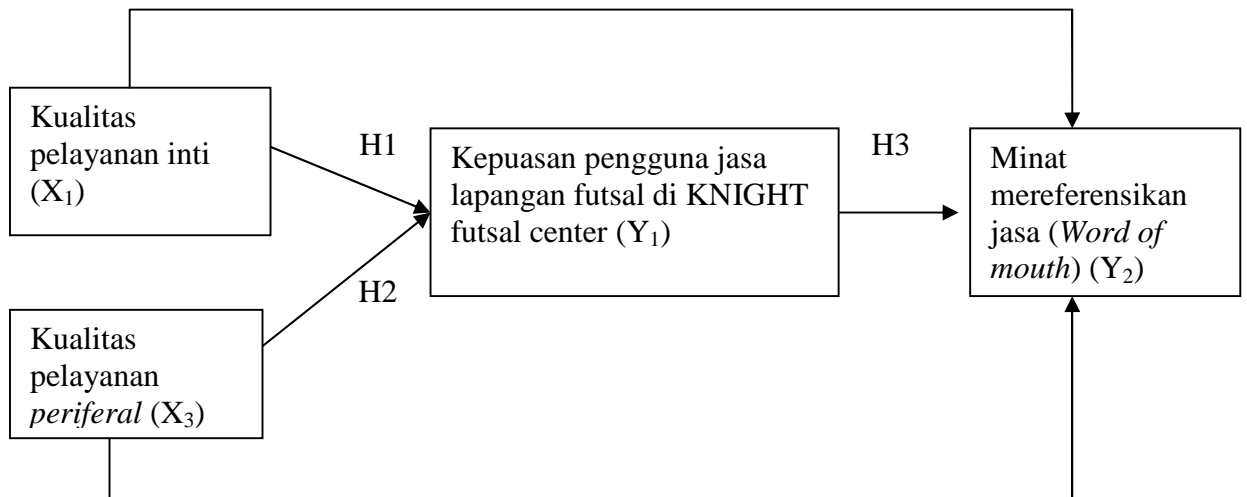 Kualitas
pelayanan inti
(X₁)
H1
Kepuasan pengguna jasa
lapangan futsal di KNIGHT
futsal center (Y₁)
H3
Minat
mereferensikan
jasa (Word of
mouth) (Y₂)
H2
Kualitas
pelayanan
periferal (X₃)